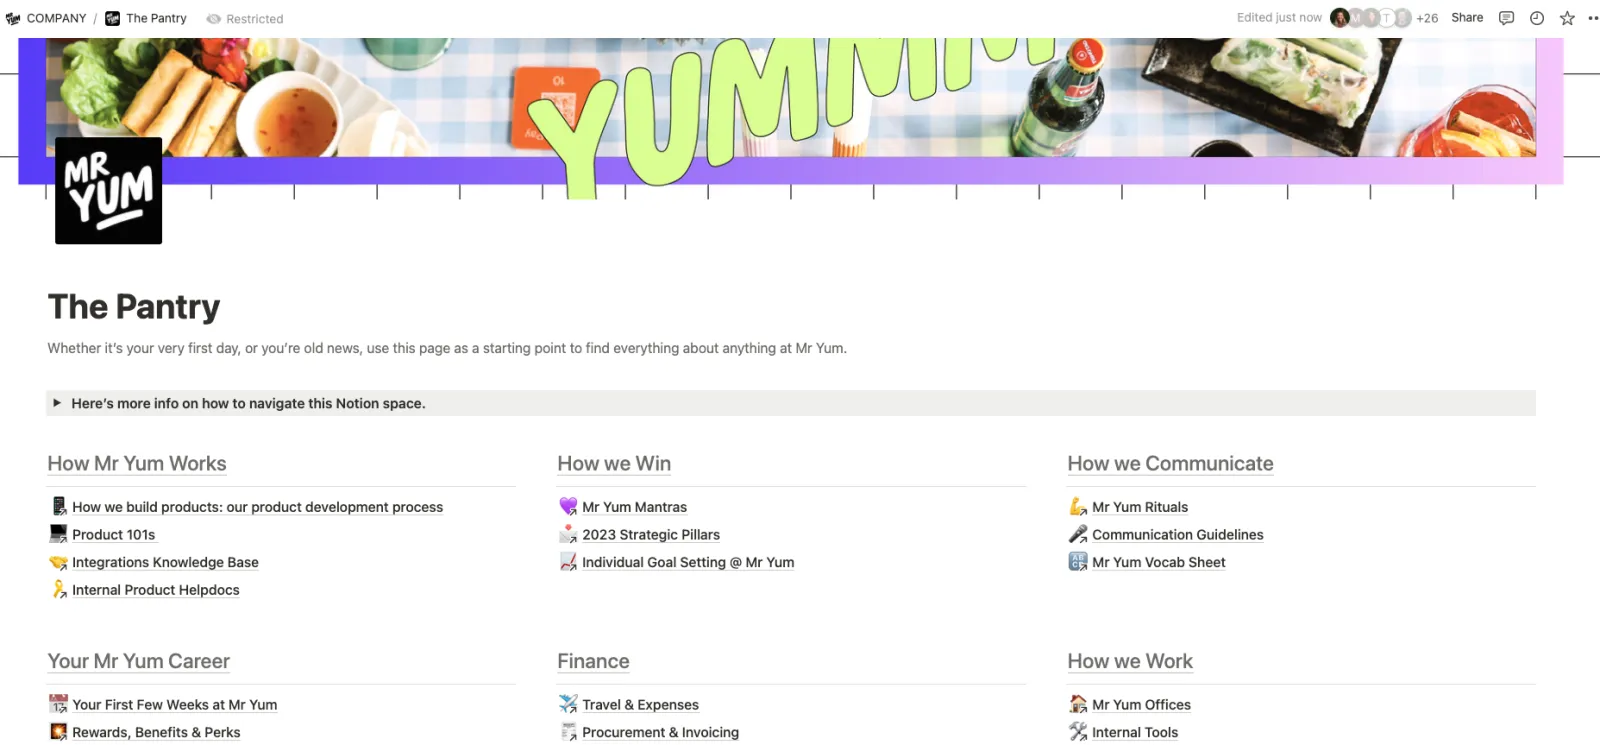 COMPANY / The Pantry Restricted
Edited just now M T +26 Share
YUMMMM
MR
YUM
The Pantry
Whether it’s your very first day, or you’re old news, use this page as a starting point to find everything about anything at Mr Yum.
Here’s more info on how to navigate this Notion space.
How Mr Yum Works
How we build products: our product development process
Product 101s
Integrations Knowledge Base
Internal Product Helpdocs
How we Win
Mr Yum Mantras
2023 Strategic Pillars
Individual Goal Setting @ Mr Yum
How we Communicate
Mr Yum Rituals
Communication Guidelines
Mr Yum Vocab Sheet
Your Mr Yum Career
Your First Few Weeks at Mr Yum
Rewards, Benefits & Perks
Finance
Travel & Expenses
Procurement & Invoicing
How we Work
Mr Yum Offices
Internal Tools